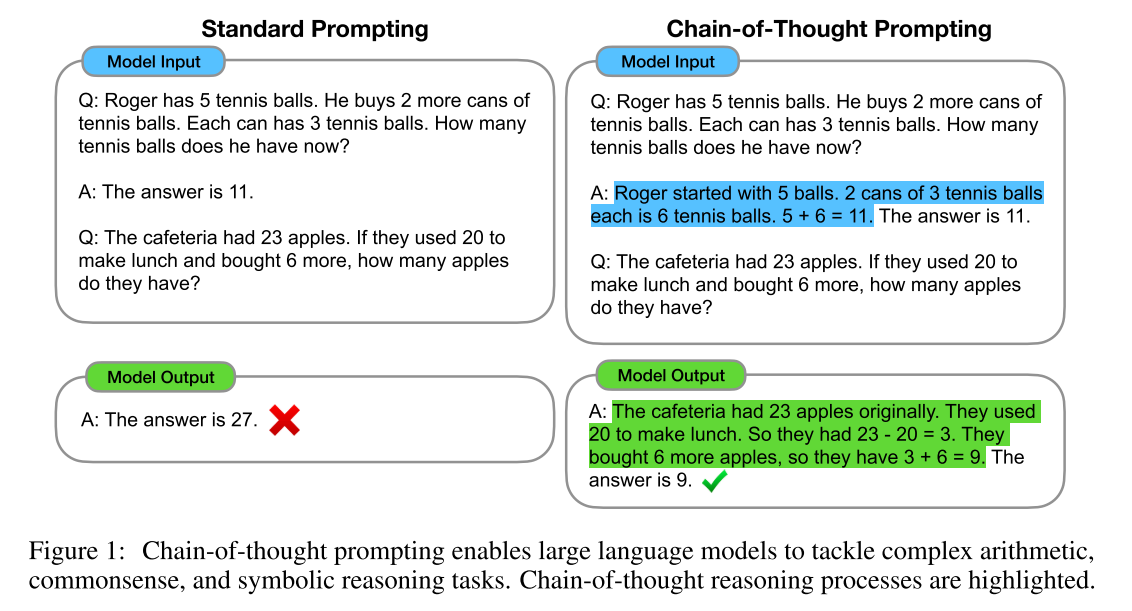 Standard Prompting
Model Input
Q: Roger has 5 tennis balls. He buys 2 more cans of
tennis balls. Each can has 3 tennis balls. How many
tennis balls does he have now?
A: The answer is 11.
Q: The cafeteria had 23 apples. If they used 20 to
make lunch and bought 6 more, how many apples
do they have?
Model Output
A: The answer is 27.
Chain-of-Thought Prompting
Model Input
Q: Roger has 5 tennis balls. He buys 2 more cans of
tennis balls. Each can has 3 tennis balls. How many
tennis balls does he have now?
A: Roger started with 5 balls. 2 cans of 3 tennis balls
each is 6 tennis balls. 5 + 6 = 11. The answer is 11.
Q: The cafeteria had 23 apples. If they used 20 to
make lunch and bought 6 more, how many apples
do they have?
Model Output
A: The cafeteria had 23 apples originally. They used
20 to make lunch. So they had 23 - 20 = 3. They
bought 6 more apples, so they have 3 + 6 = 9. The
answer is 9.
Figure 1: Chain-of-thought prompting enables large language models to tackle complex arithmetic,
commonsense, and symbolic reasoning tasks. Chain-of-thought reasoning processes are highlighted.